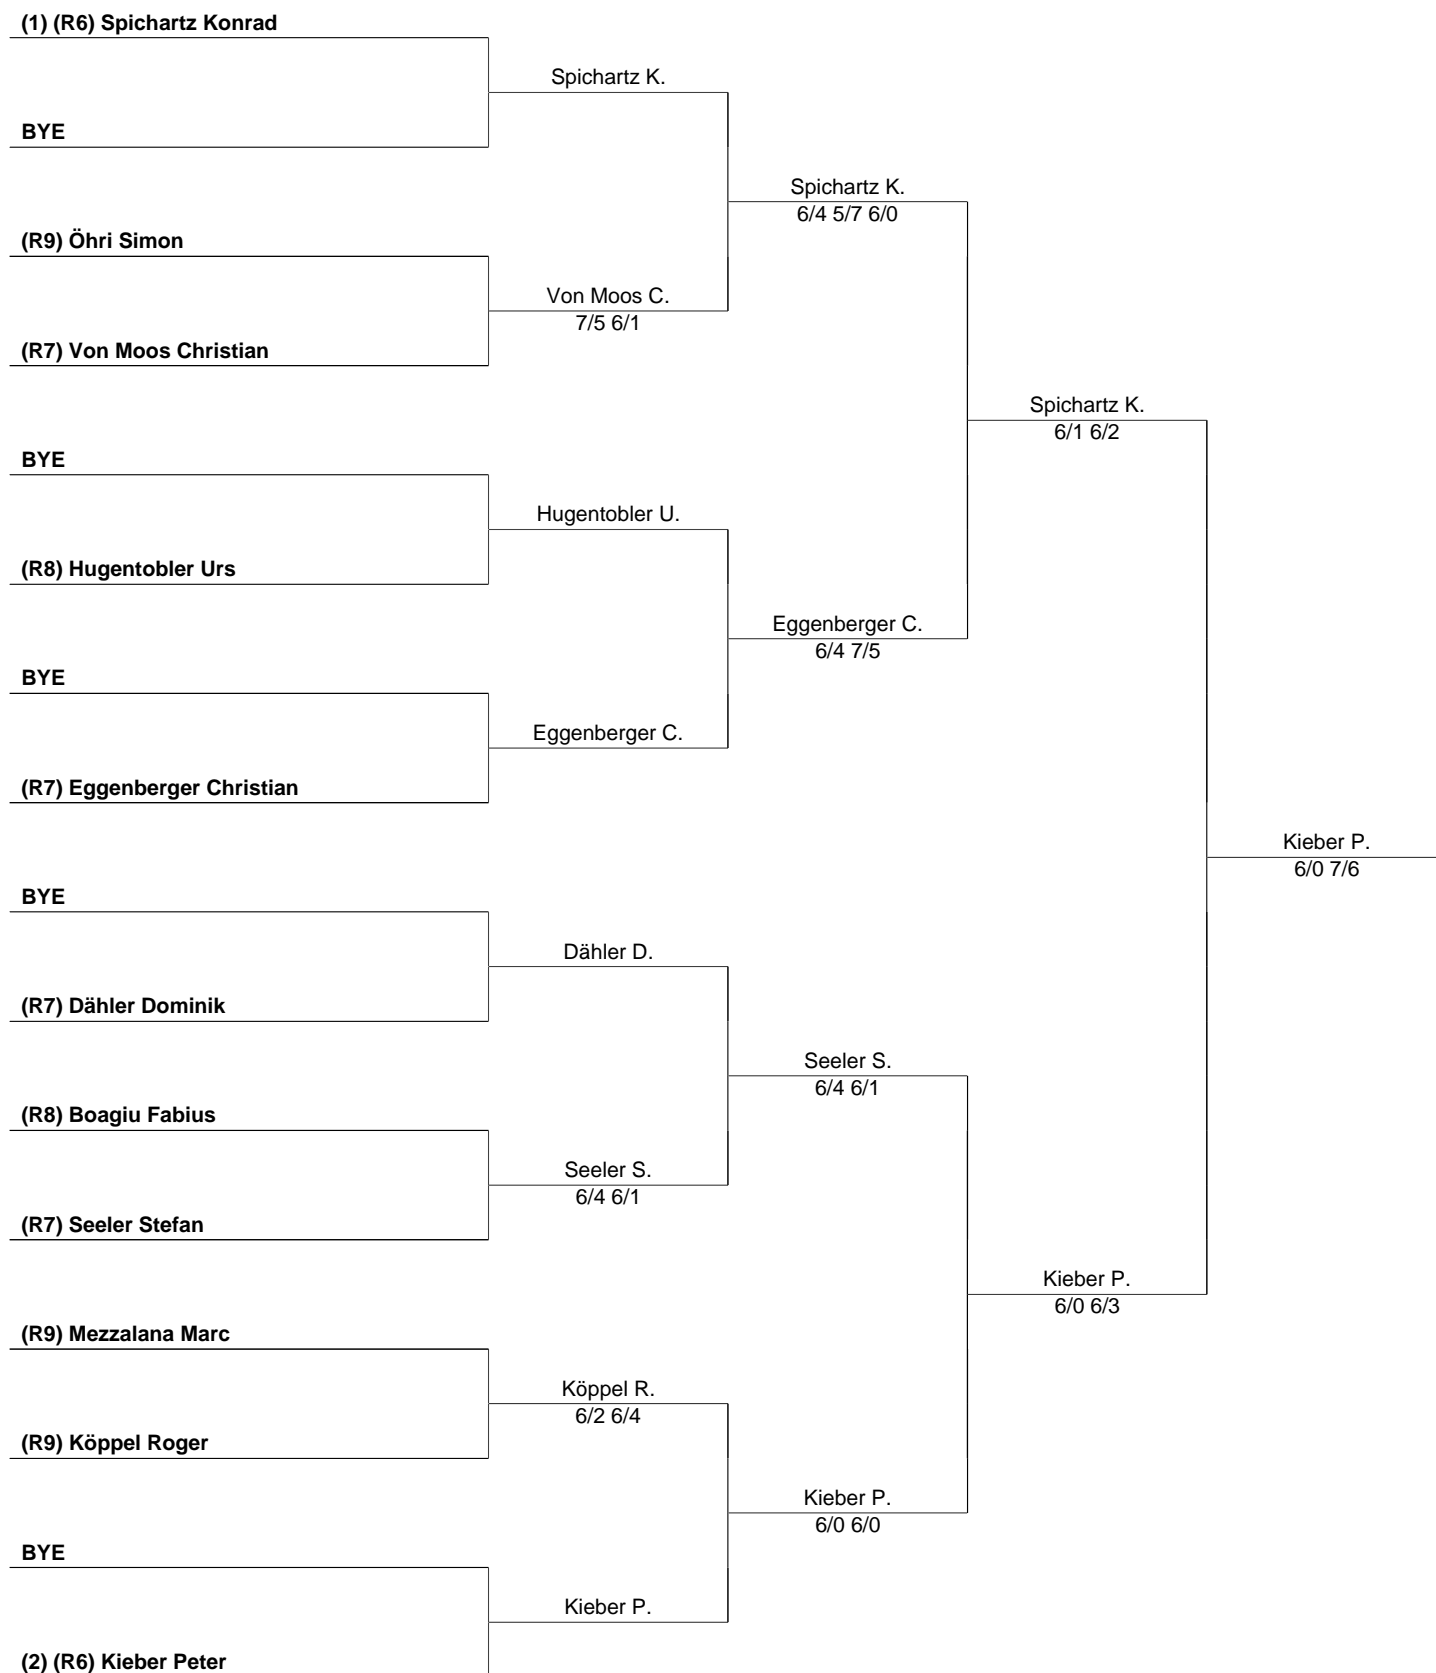 (1) (R6) Spichartz Konrad
Spichartz K.
BYE
Spichartz K.
6/4 5/7 6/0
(R9) Öhri Simon
Von Moos C.
7/5 6/1
(R7) Von Moos Christian
Spichartz K.
6/1 6/2
BYE
Hugentobler U.
(R8) Hugentobler Urs
Eggenberger C.
6/4 7/5
BYE
Eggenberger C.
(R7) Eggenberger Christian
Kieber P.
6/0 7/6
BYE
Dähler D.
(R7) Dähler Dominik
Seeler S.
6/4 6/1
(R8) Boagiu Fabius
Seeler S.
6/4 6/1
(R7) Seeler Stefan
Kieber P.
6/0 6/3
(R9) Mezzalana Marc
Köppel R.
6/2 6/4
(R9) Köppel Roger
Kieber P.
6/0 6/0
BYE
Kieber P.
(2) (R6) Kieber Peter